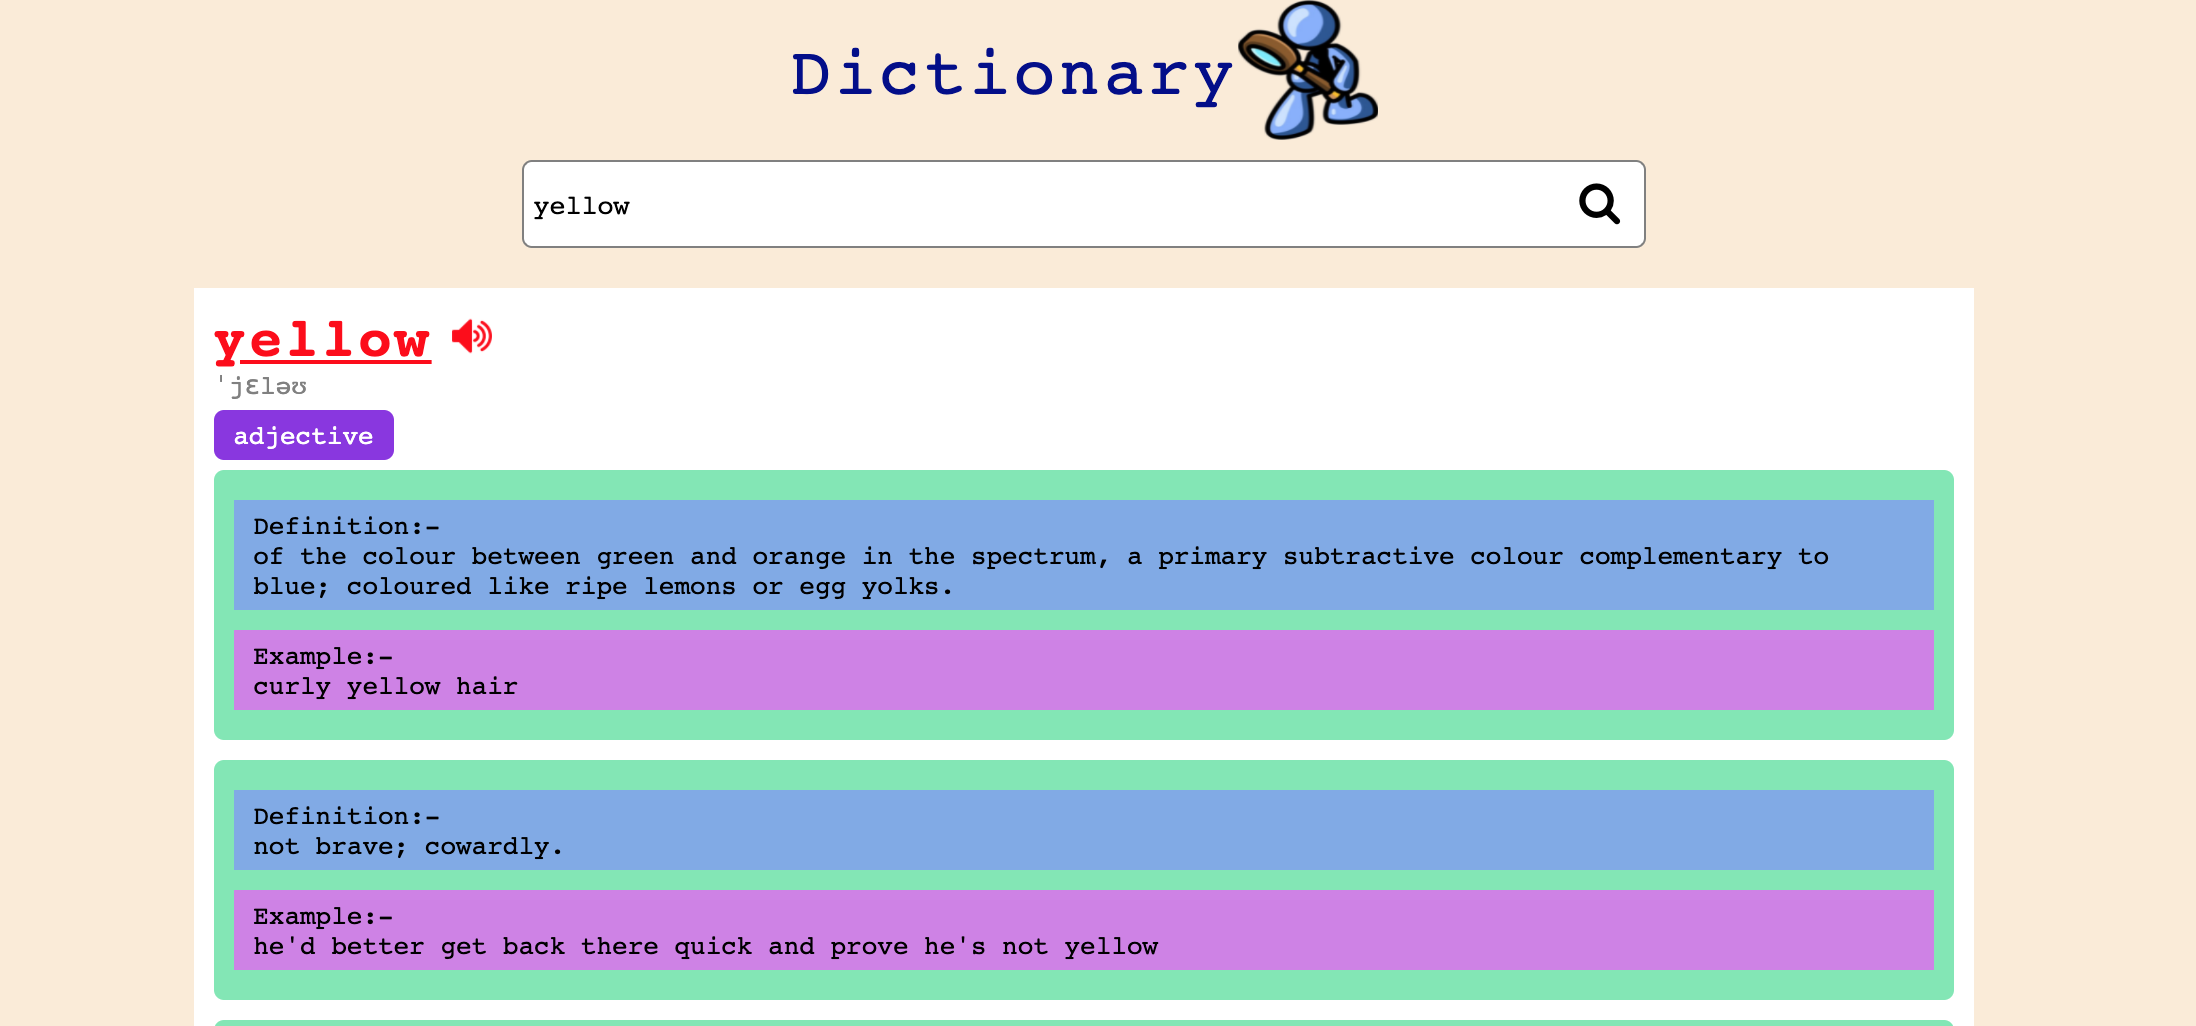 Dictionary
yellow
yellow
ˈjɛləʊ
adjective
Definition:-
of the colour between green and orange in the spectrum, a primary subtractive colour complementary to
blue; coloured like ripe lemons or egg yolks.
Example:-
curly yellow hair
Definition:-
not brave; cowardly.
Example:-
he'd better get back there quick and prove he's not yellow